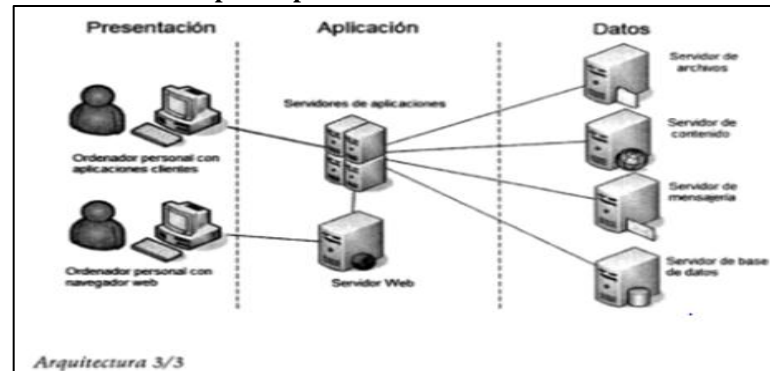 Presentación
Aplicación
Datos
Servidores de aplicaciones
Ordenador personal con
aplicaciones clientes
Ordenador personal con
navegador web
Servidor Web
Servidor de
archivos
Servidor de
contenido
Servidor de
mensajería
Servidor de base
de datos
Arquitectura 3/3